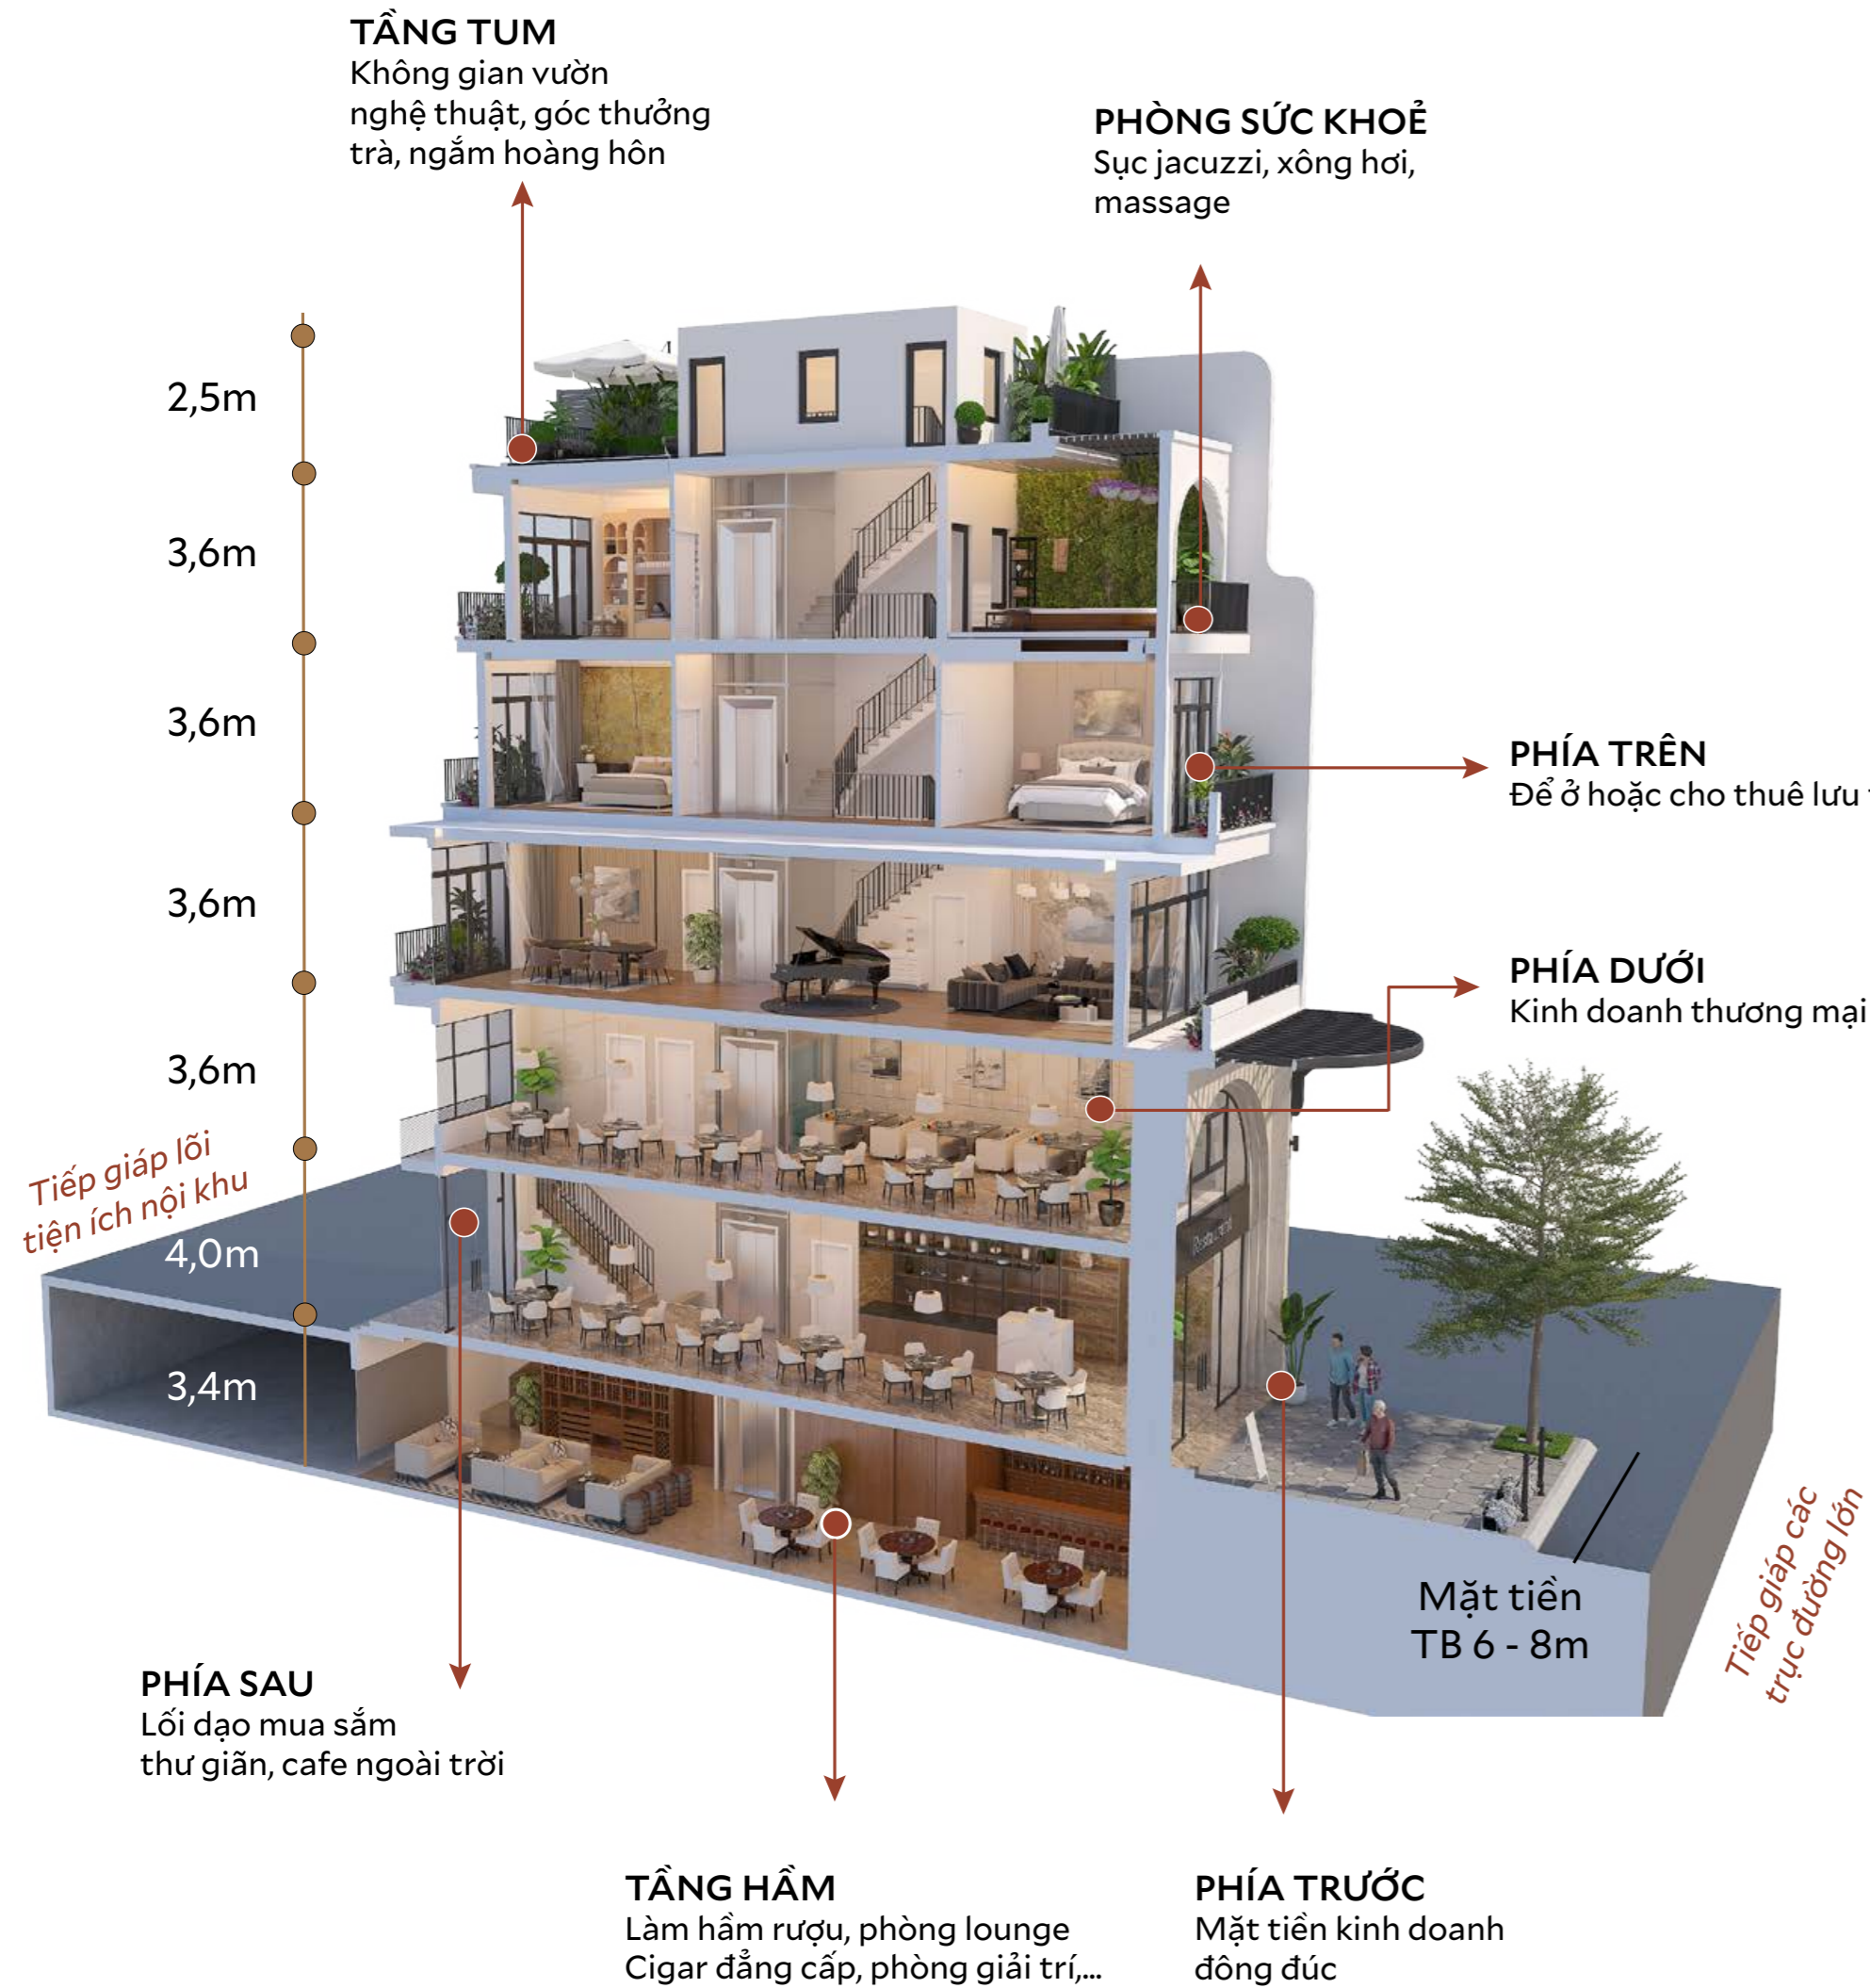 TẦNG TUM
Không gian vườn
nghệ thuật, góc thưởng
trà, ngắm hoàng hôn
PHÒNG SỨC KHOẺ
Sục jacuzzi, xông hơi,
massage
2,5m
3,6m
3,6m
3,6m
3,6m
4,0m
3,4m
PHÍA TRÊN
Để ở hoặc cho thuê lưu
PHÍA DƯỚI
Kinh doanh thương mại
Tiếp giáp lõi
tiện ích nội khu
Mặt tiền
TB 6 - 8m
Tiếp giáp các
trục đường lớn
PHÍA SAU
Lối dạo mua sắm
thư giãn, cafe ngoài trời
TẦNG HẦM
Làm hầm rượu, phòng lounge
Cigar đẳng cấp, phòng giải trí,...
PHÍA TRƯỚC
Mặt tiền kinh doanh
đông đúc